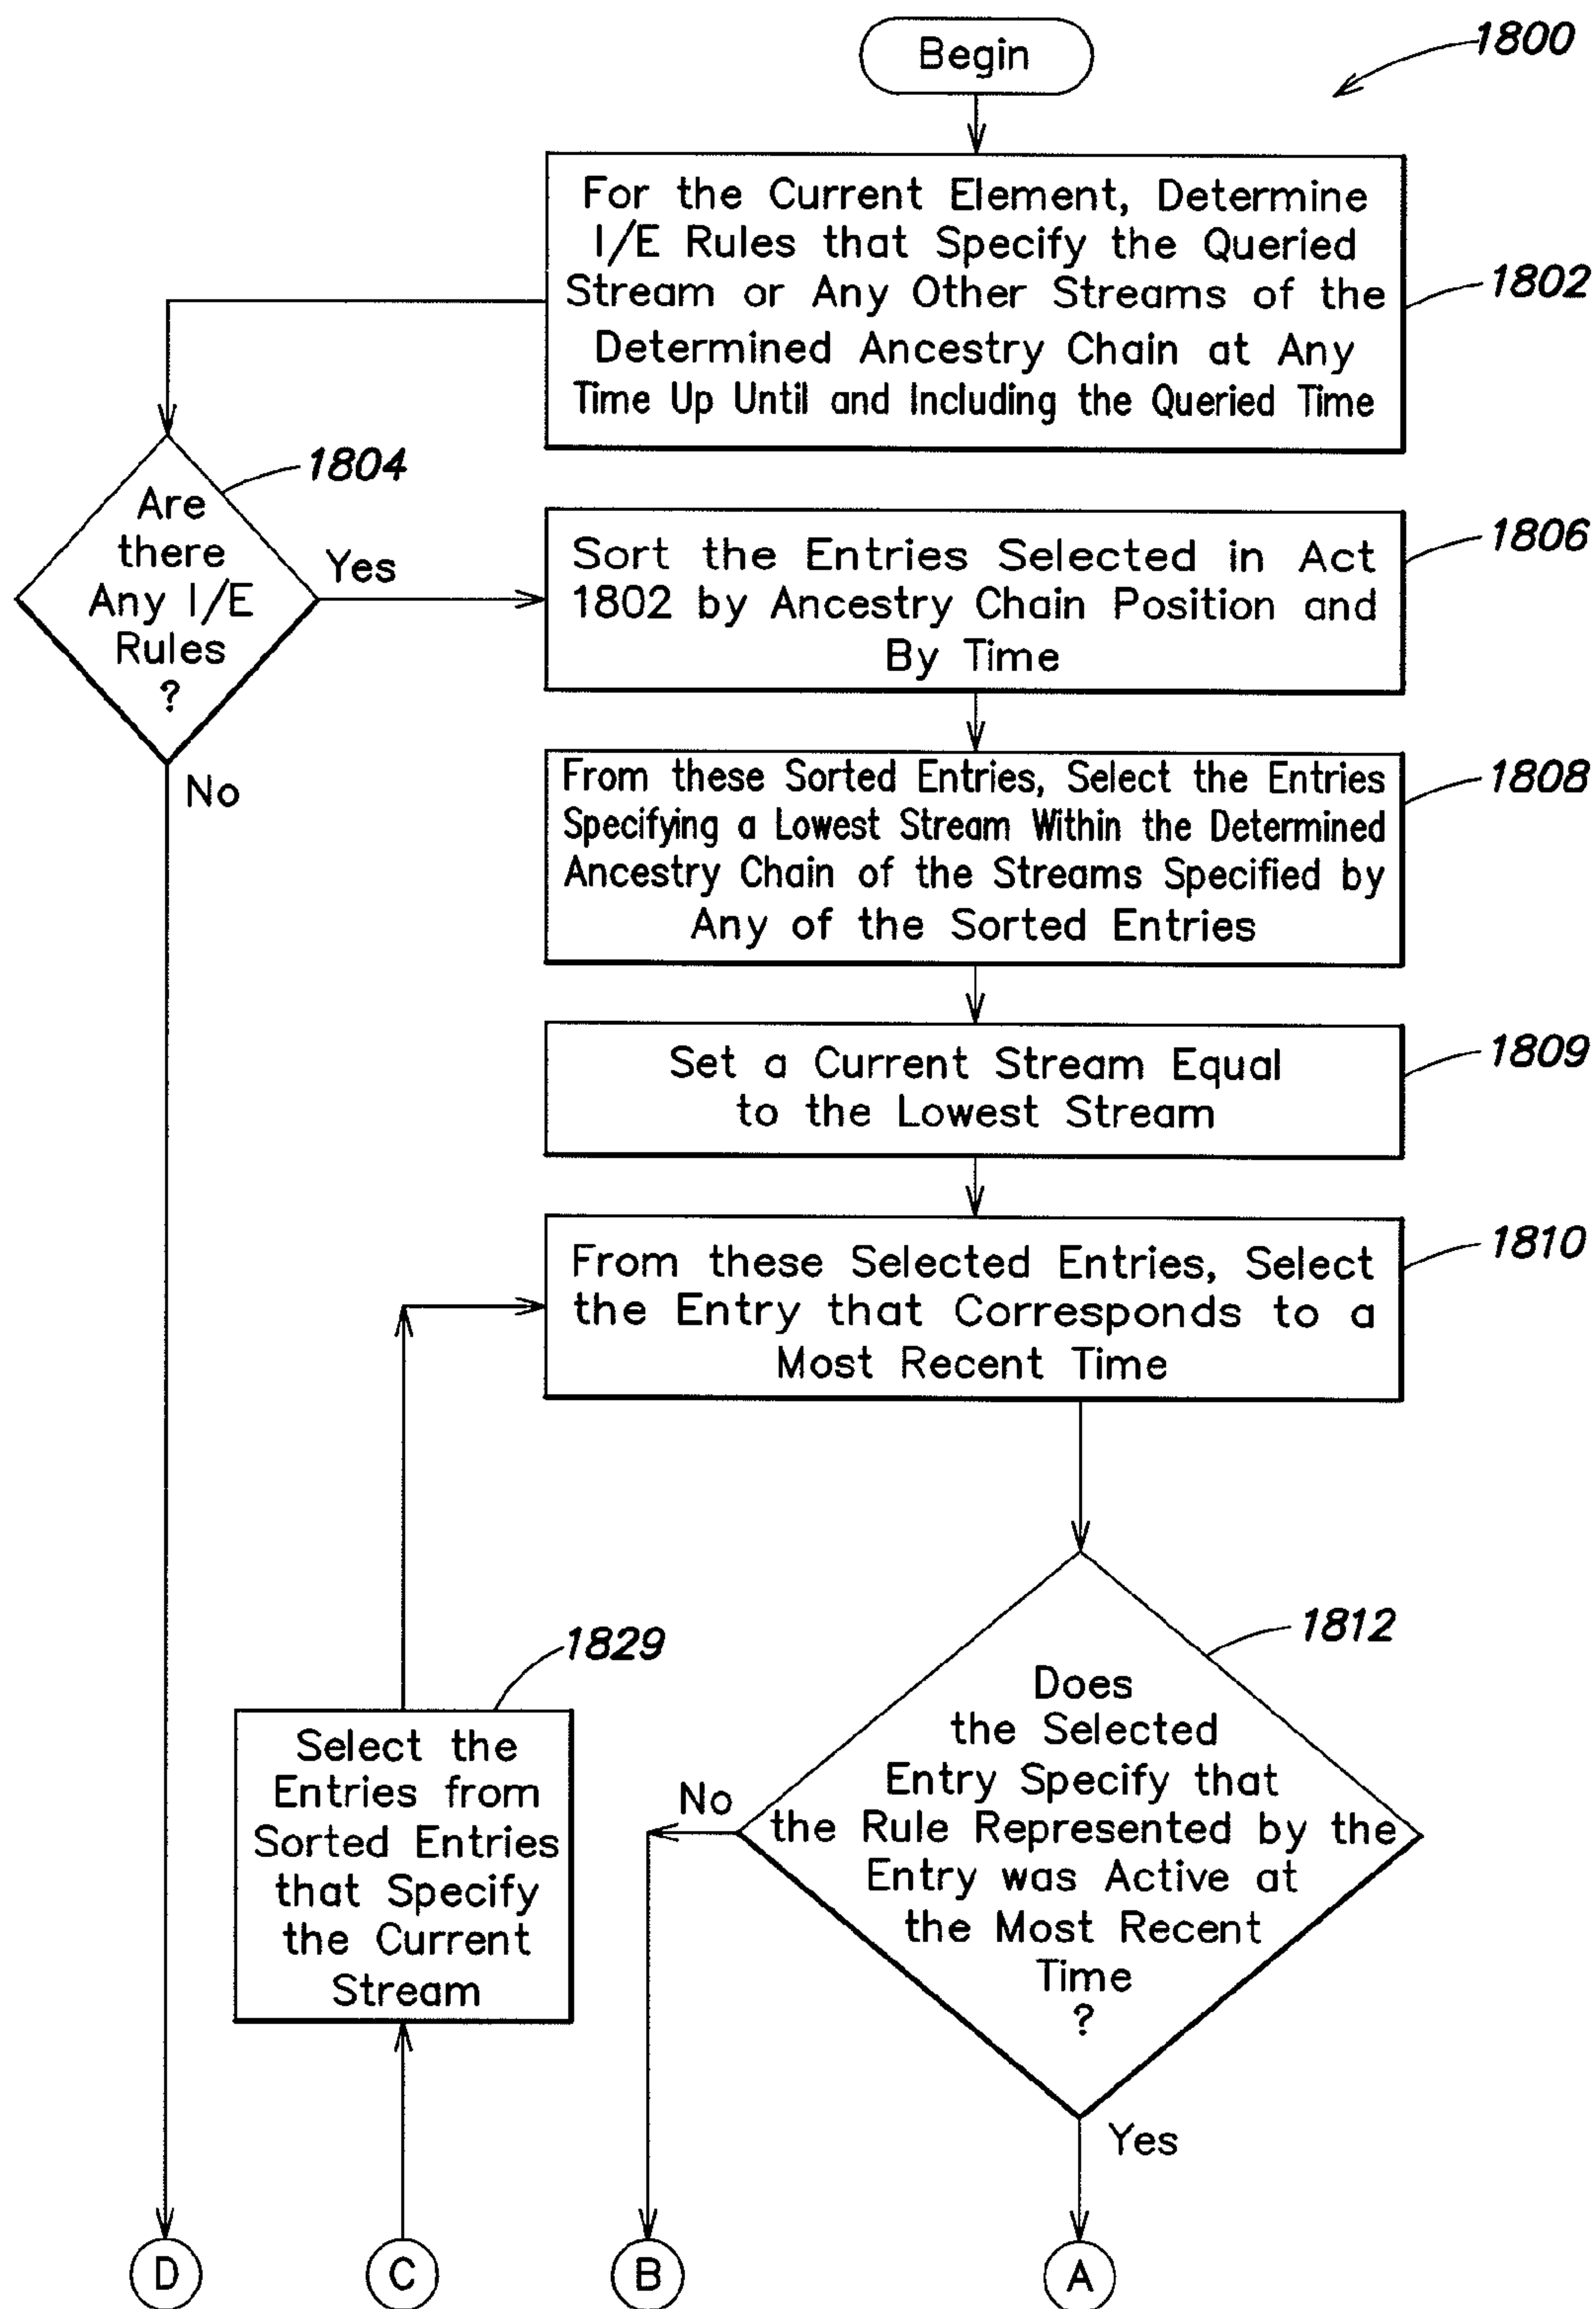 Begin
1800
For the Current Element, Determine
I/E Rules that Specify the Queried
Stream or Any Other Streams of the
Determined Ancestry Chain at Any
Time Up Until and Including the Queried Time
1802
1804
Are
there
Any I/E
Rules
?
Yes
No
Sort the Entries Selected in Act
1802 by Ancestry Chain Position and
By Time
1806
From these Sorted Entries, Select the Entries
Specifying a Lowest Stream Within the Determined
Ancestry Chain of the Streams Specified by
Any of the Sorted Entries
1808
Set a Current Stream Equal
to the Lowest Stream
1809
From these Selected Entries, Select
the Entry that Corresponds to a
Most Recent Time
1810
1812
Does
the Selected
Entry Specify that
the Rule Represented by the
Entry was Active at
the Most Recent
Time
?
No
Yes
1829
Select the
Entries from
Sorted Entries
that Specify
the Current
Stream
D
C
B
A